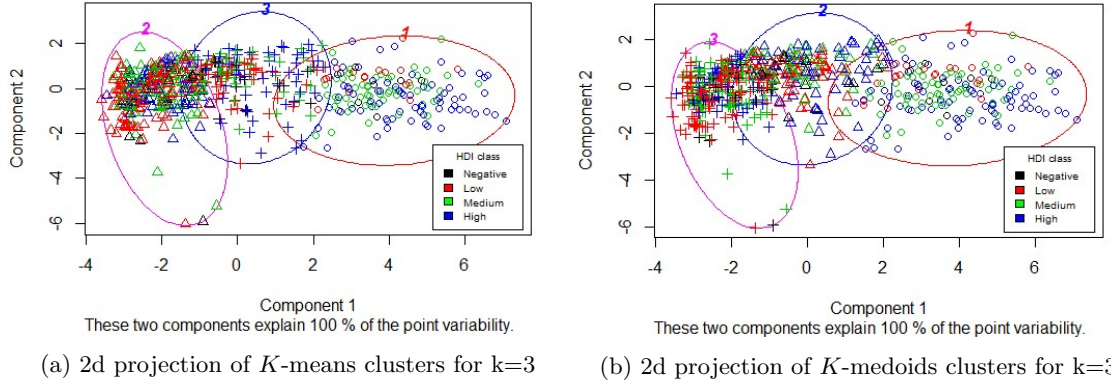 2
3
1
2
0
-2
-4
-6
Component 2
HDI class
Negative
Low
Medium
High
-4
-2
0
2
4
6
Component 1
These two components explain 100 % of the point variability.
(a) 2d projection of K-means clusters for k=3
3
2
1
2
0
-2
-4
-6
Component 2
HDI class
Negative
Low
Medium
High
-4
-2
0
2
4
6
Component 1
These two components explain 100 % of the point variability.
(b) 2d projection of K-medoids clusters for k=3